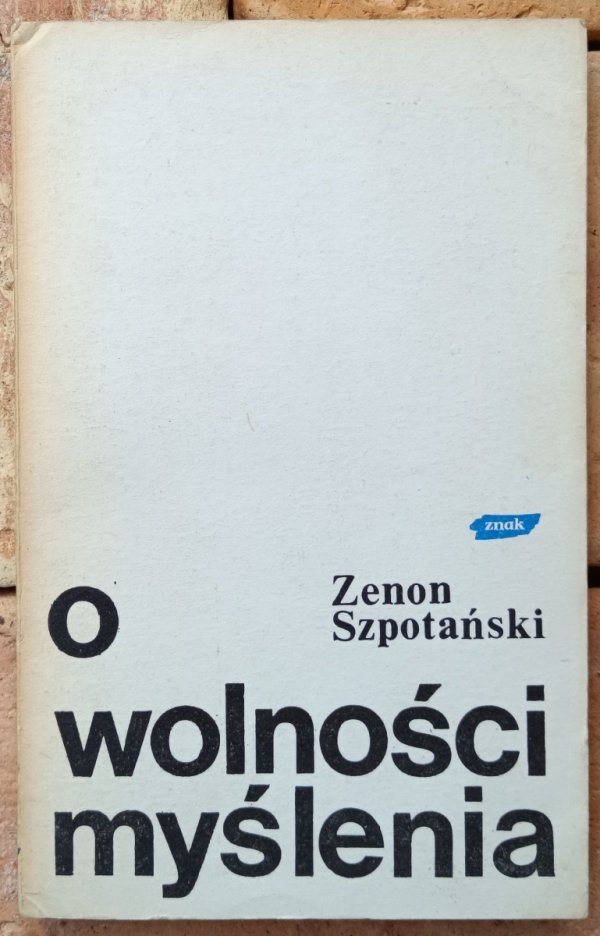 znak
Zenon
Szpotański
o
wolności
myślenia